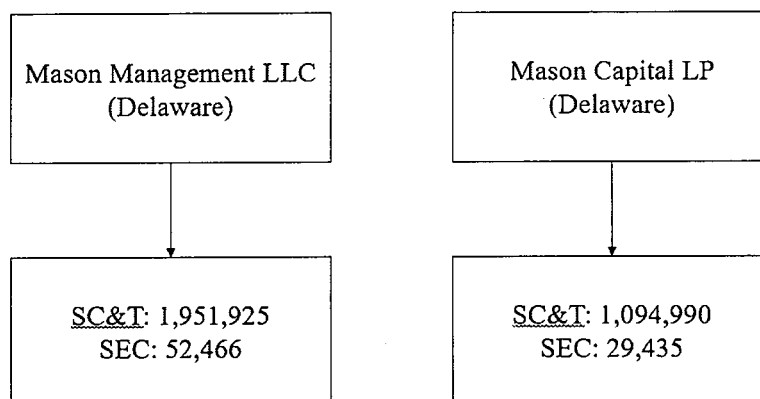 Mason Management LLC
(Delaware)
Mason Capital LP
(Delaware)
SC&T: 1,951,925
SEC: 52,466
SC&T: 1,094,990
SEC: 29,435